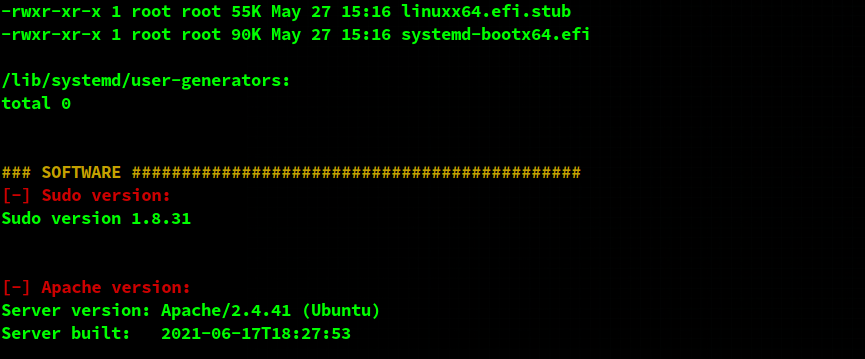 -rwxr-xr-x 1 root root 55K May 27 15:16 linuxx64.efi.stub
-rwxr-xr-x 1 root root 90K May 27 15:16 systemd-bootx64.efi
/lib/systemd/user-generators:
total 0
### SOFTWARE #############################################
[-] Sudo version:
Sudo version 1.8.31
[-] Apache version:
Server version: Apache/2.4.41 (Ubuntu)
Server built:   2021-06-17T18:27:53